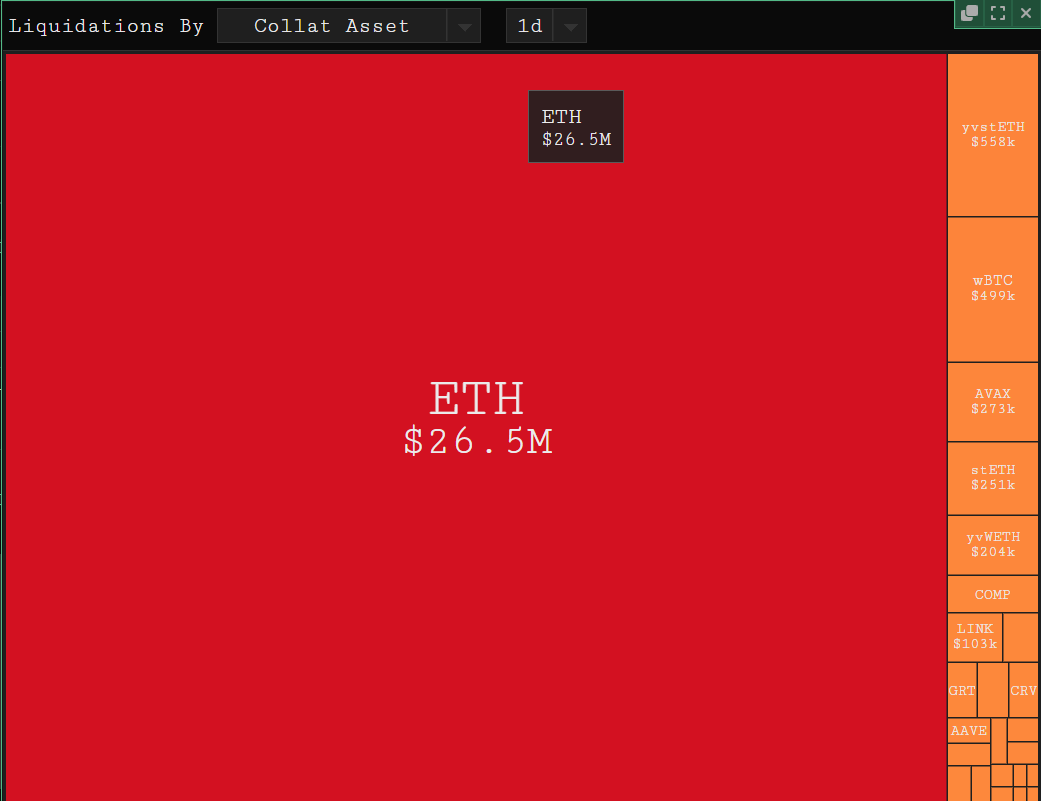 Liquidations By Collat Asset 1d
ETH
$26.5M
ETH
$26.5M
yvstETH
$558k
wBTC
$499k
AVAX
$273k
stETH
$251k
yvWETH
$204k
COMP
LINK
$103k
GRT
CRV
AAVE